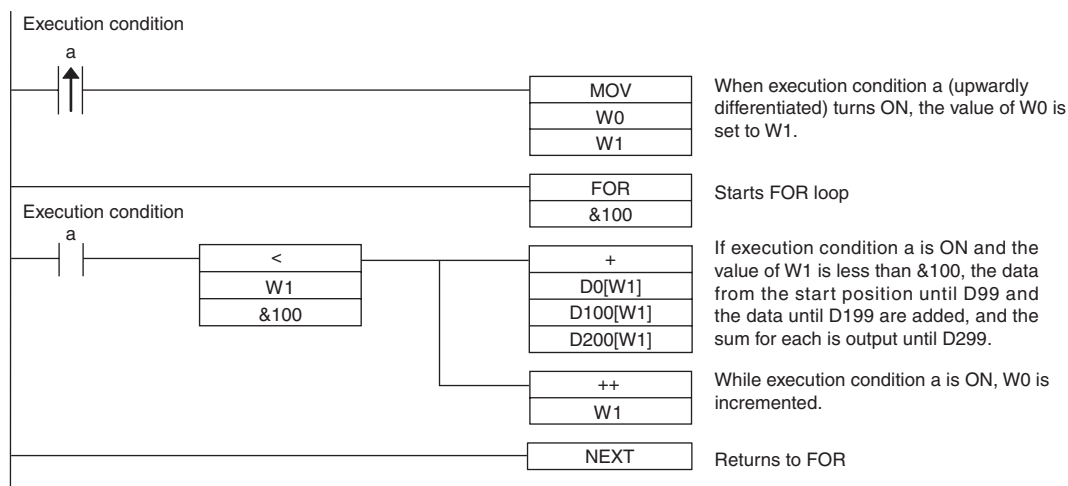 Execution condition
a
MOV
W0
W1
When execution condition a (upwardly
differentiated) turns ON, the value of W0 is
set to W1.
FOR
&100
Starts FOR loop
Execution condition
a
<
W1
&100
+
D0[W1]
D100[W1]
D200[W1]
If execution condition a is ON and the
value of W1 is less than &100, the data
from the start position until D99 and
the data until D199 are added, and the
sum for each is output until D299.
++
W1
While execution condition a is ON, W0 is
incremented.
NEXT
Returns to FOR